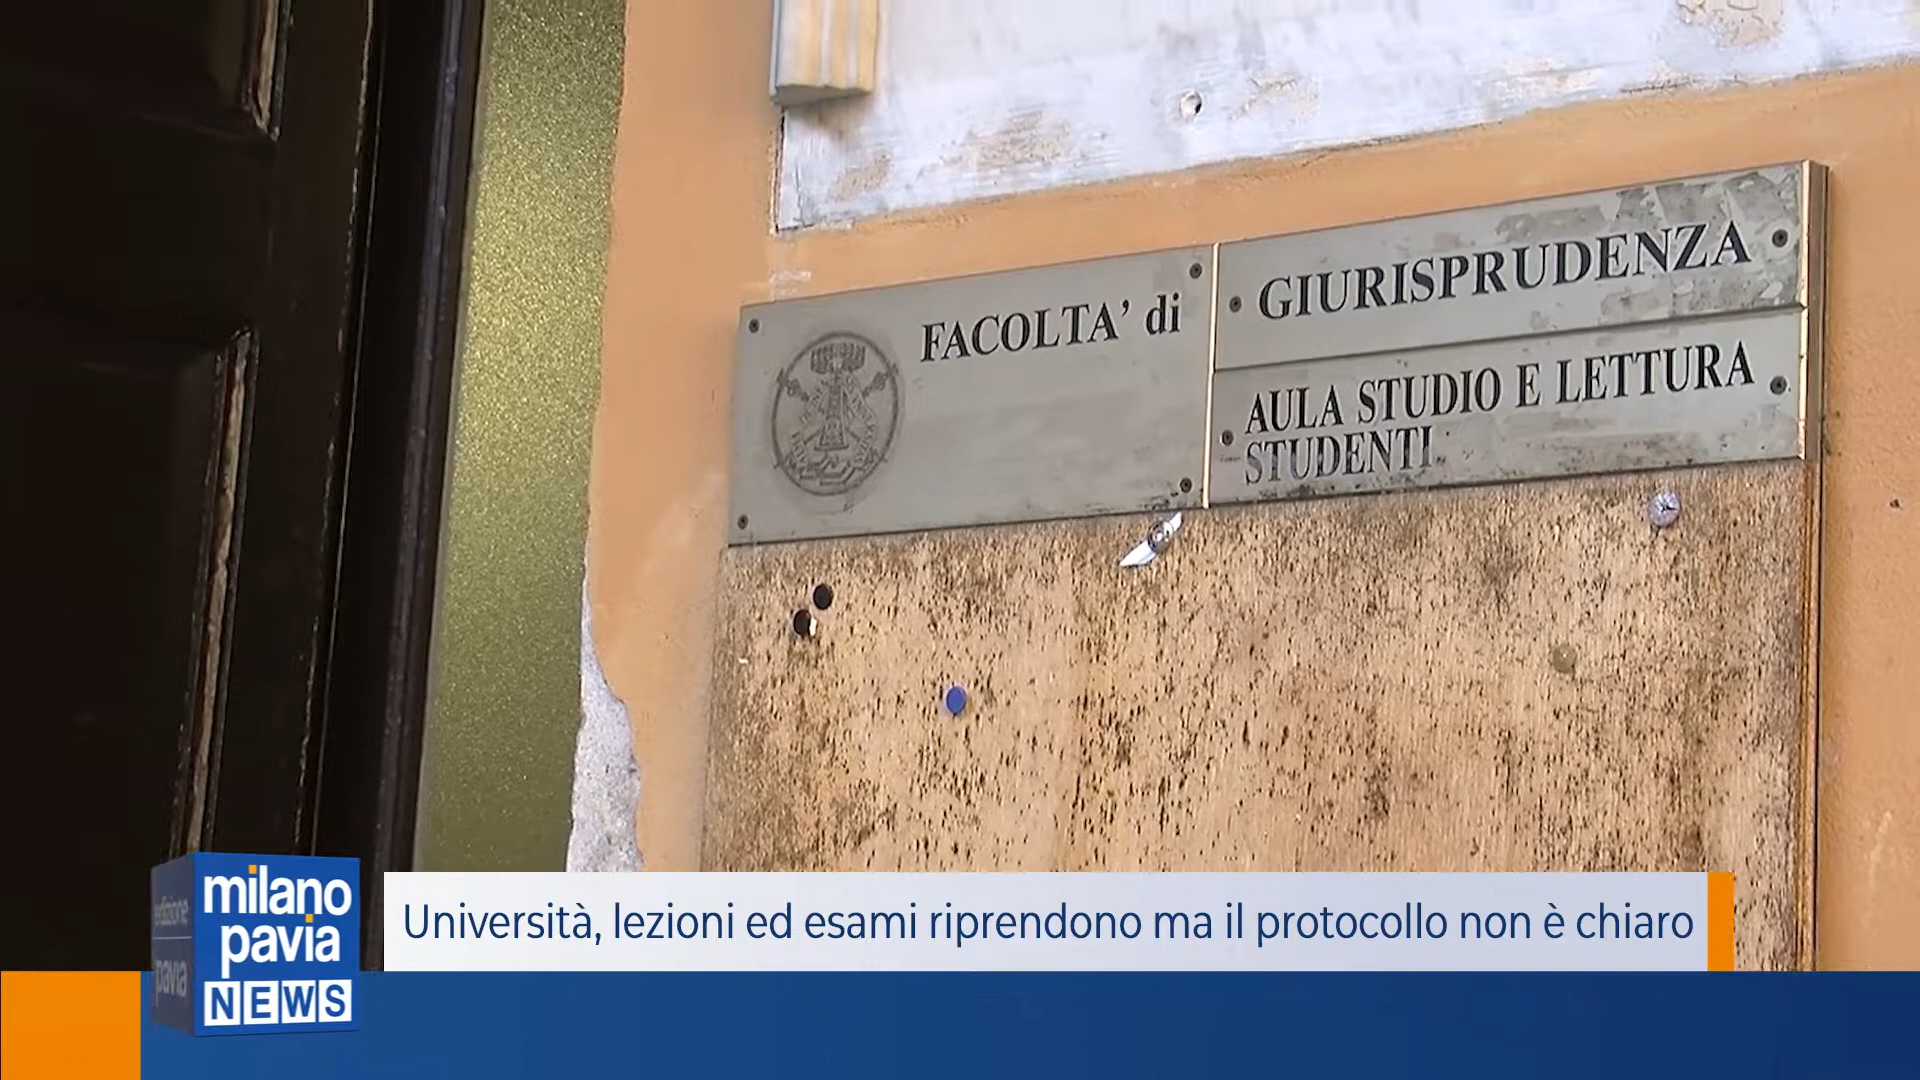 FACOLTA' di
GIURISPRUDENZA
AULA STUDIO E LETTURA
STUDENTI
Università, lezioni ed esami riprendono ma il protocollo non è chiaro
milano
pavia
NEWS
edizione
pavia